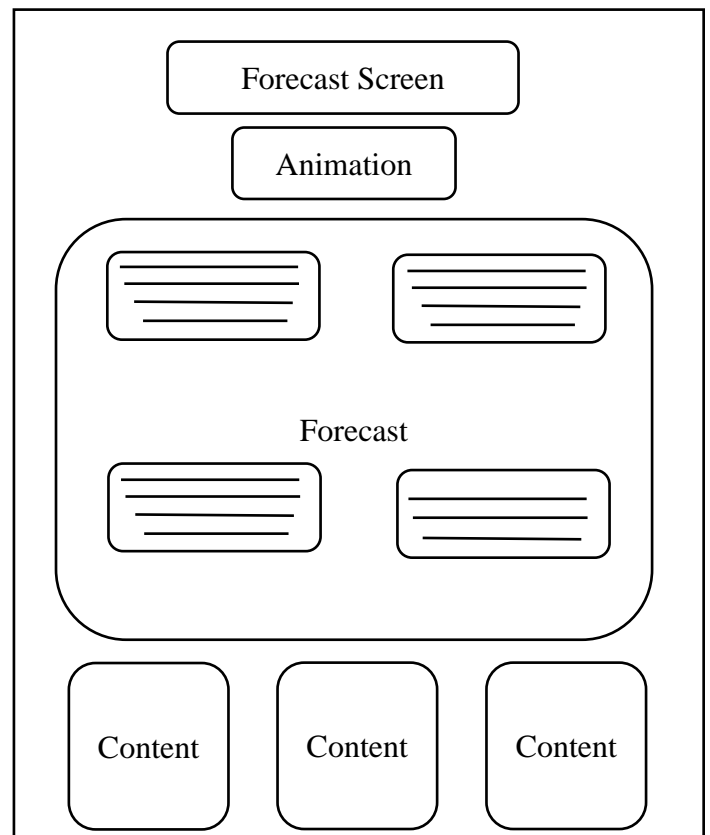 Forecast Screen
Animation
Forecast
Content
Content
Content